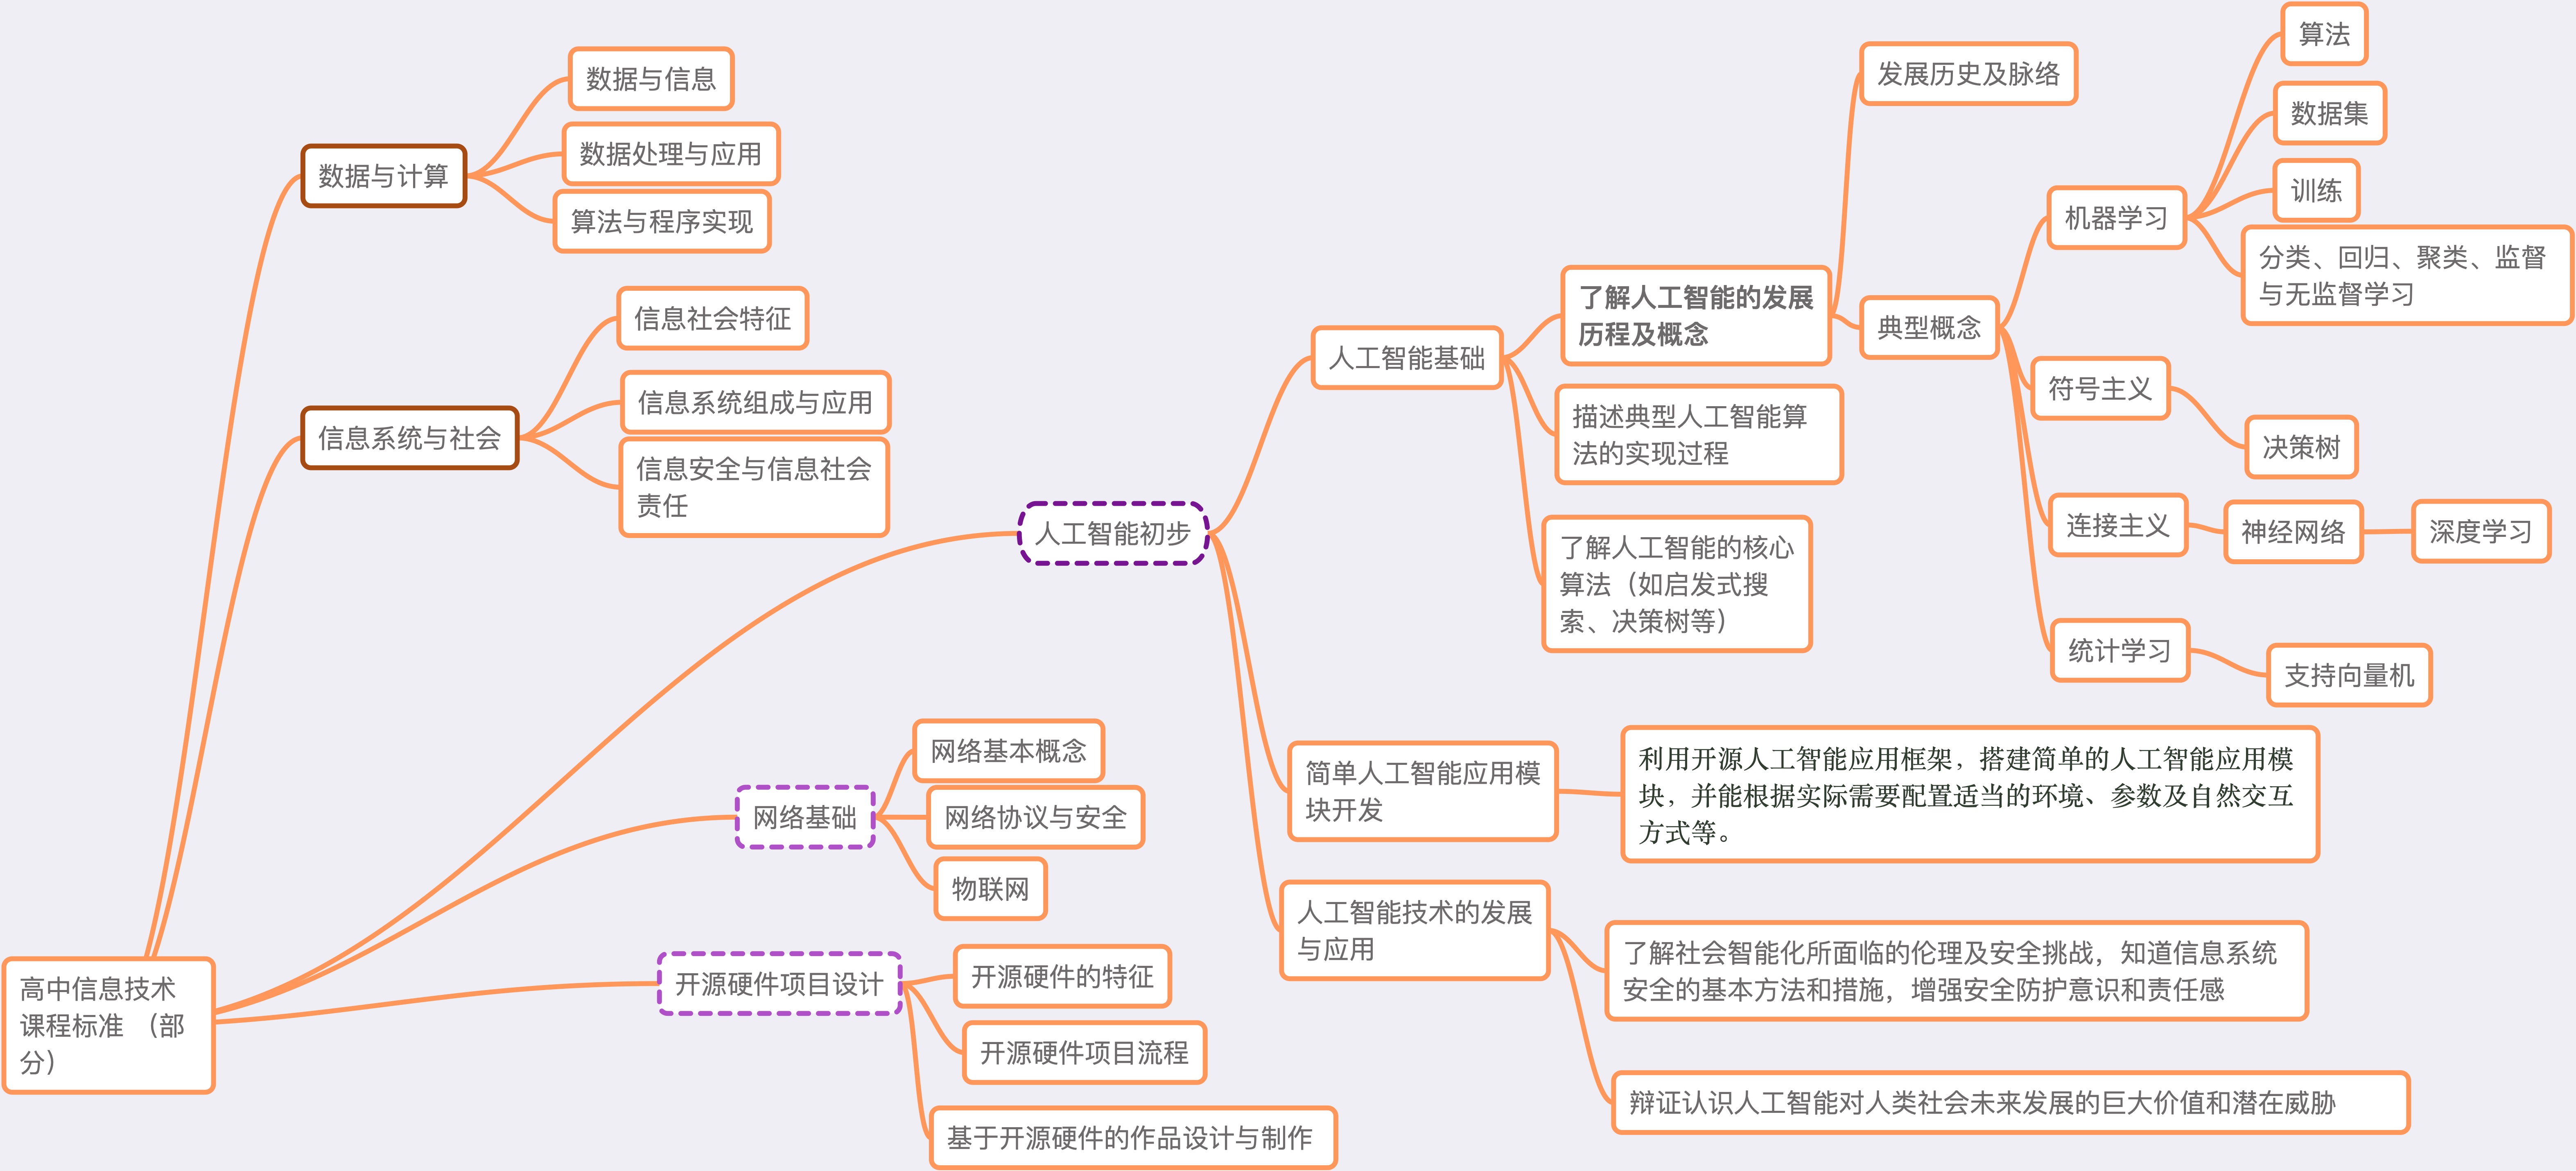 高中信息技术
课程标准 （部
分）
数据与计算
数据与信息
数据处理与应用
算法与程序实现
信息系统与社会
信息社会特征
信息系统组成与应用
信息安全与信息社会
责任
人工智能初步
人工智能基础
了解人工智能的发展
历程及概念
发展历史及脉络
典型概念
机器学习
算法
数据集
训练
分类、回归、聚类、监督
与无监督学习
符号主义
决策树
连接主义
神经网络
深度学习
统计学习
支持向量机
描述典型人工智能算
法的实现过程
了解人工智能的核心
算法（如启发式搜
索、决策树等）
简单人工智能应用模
块开发
利用开源人工智能应用框架，搭建简单的人工智能应用模
块，并能根据实际需要配置适当的环境、参数及自然交互
方式等。
人工智能技术的发展
与应用
了解社会智能化所面临的伦理及安全挑战，知道信息系统
安全的基本方法和措施，增强安全防护意识和责任感
辩证认识人工智能对人类社会未来发展的巨大价值和潜在威胁
网络基础
网络基本概念
网络协议与安全
物联网
开源硬件项目设计
开源硬件的特征
开源硬件项目流程
基于开源硬件的作品设计与制作